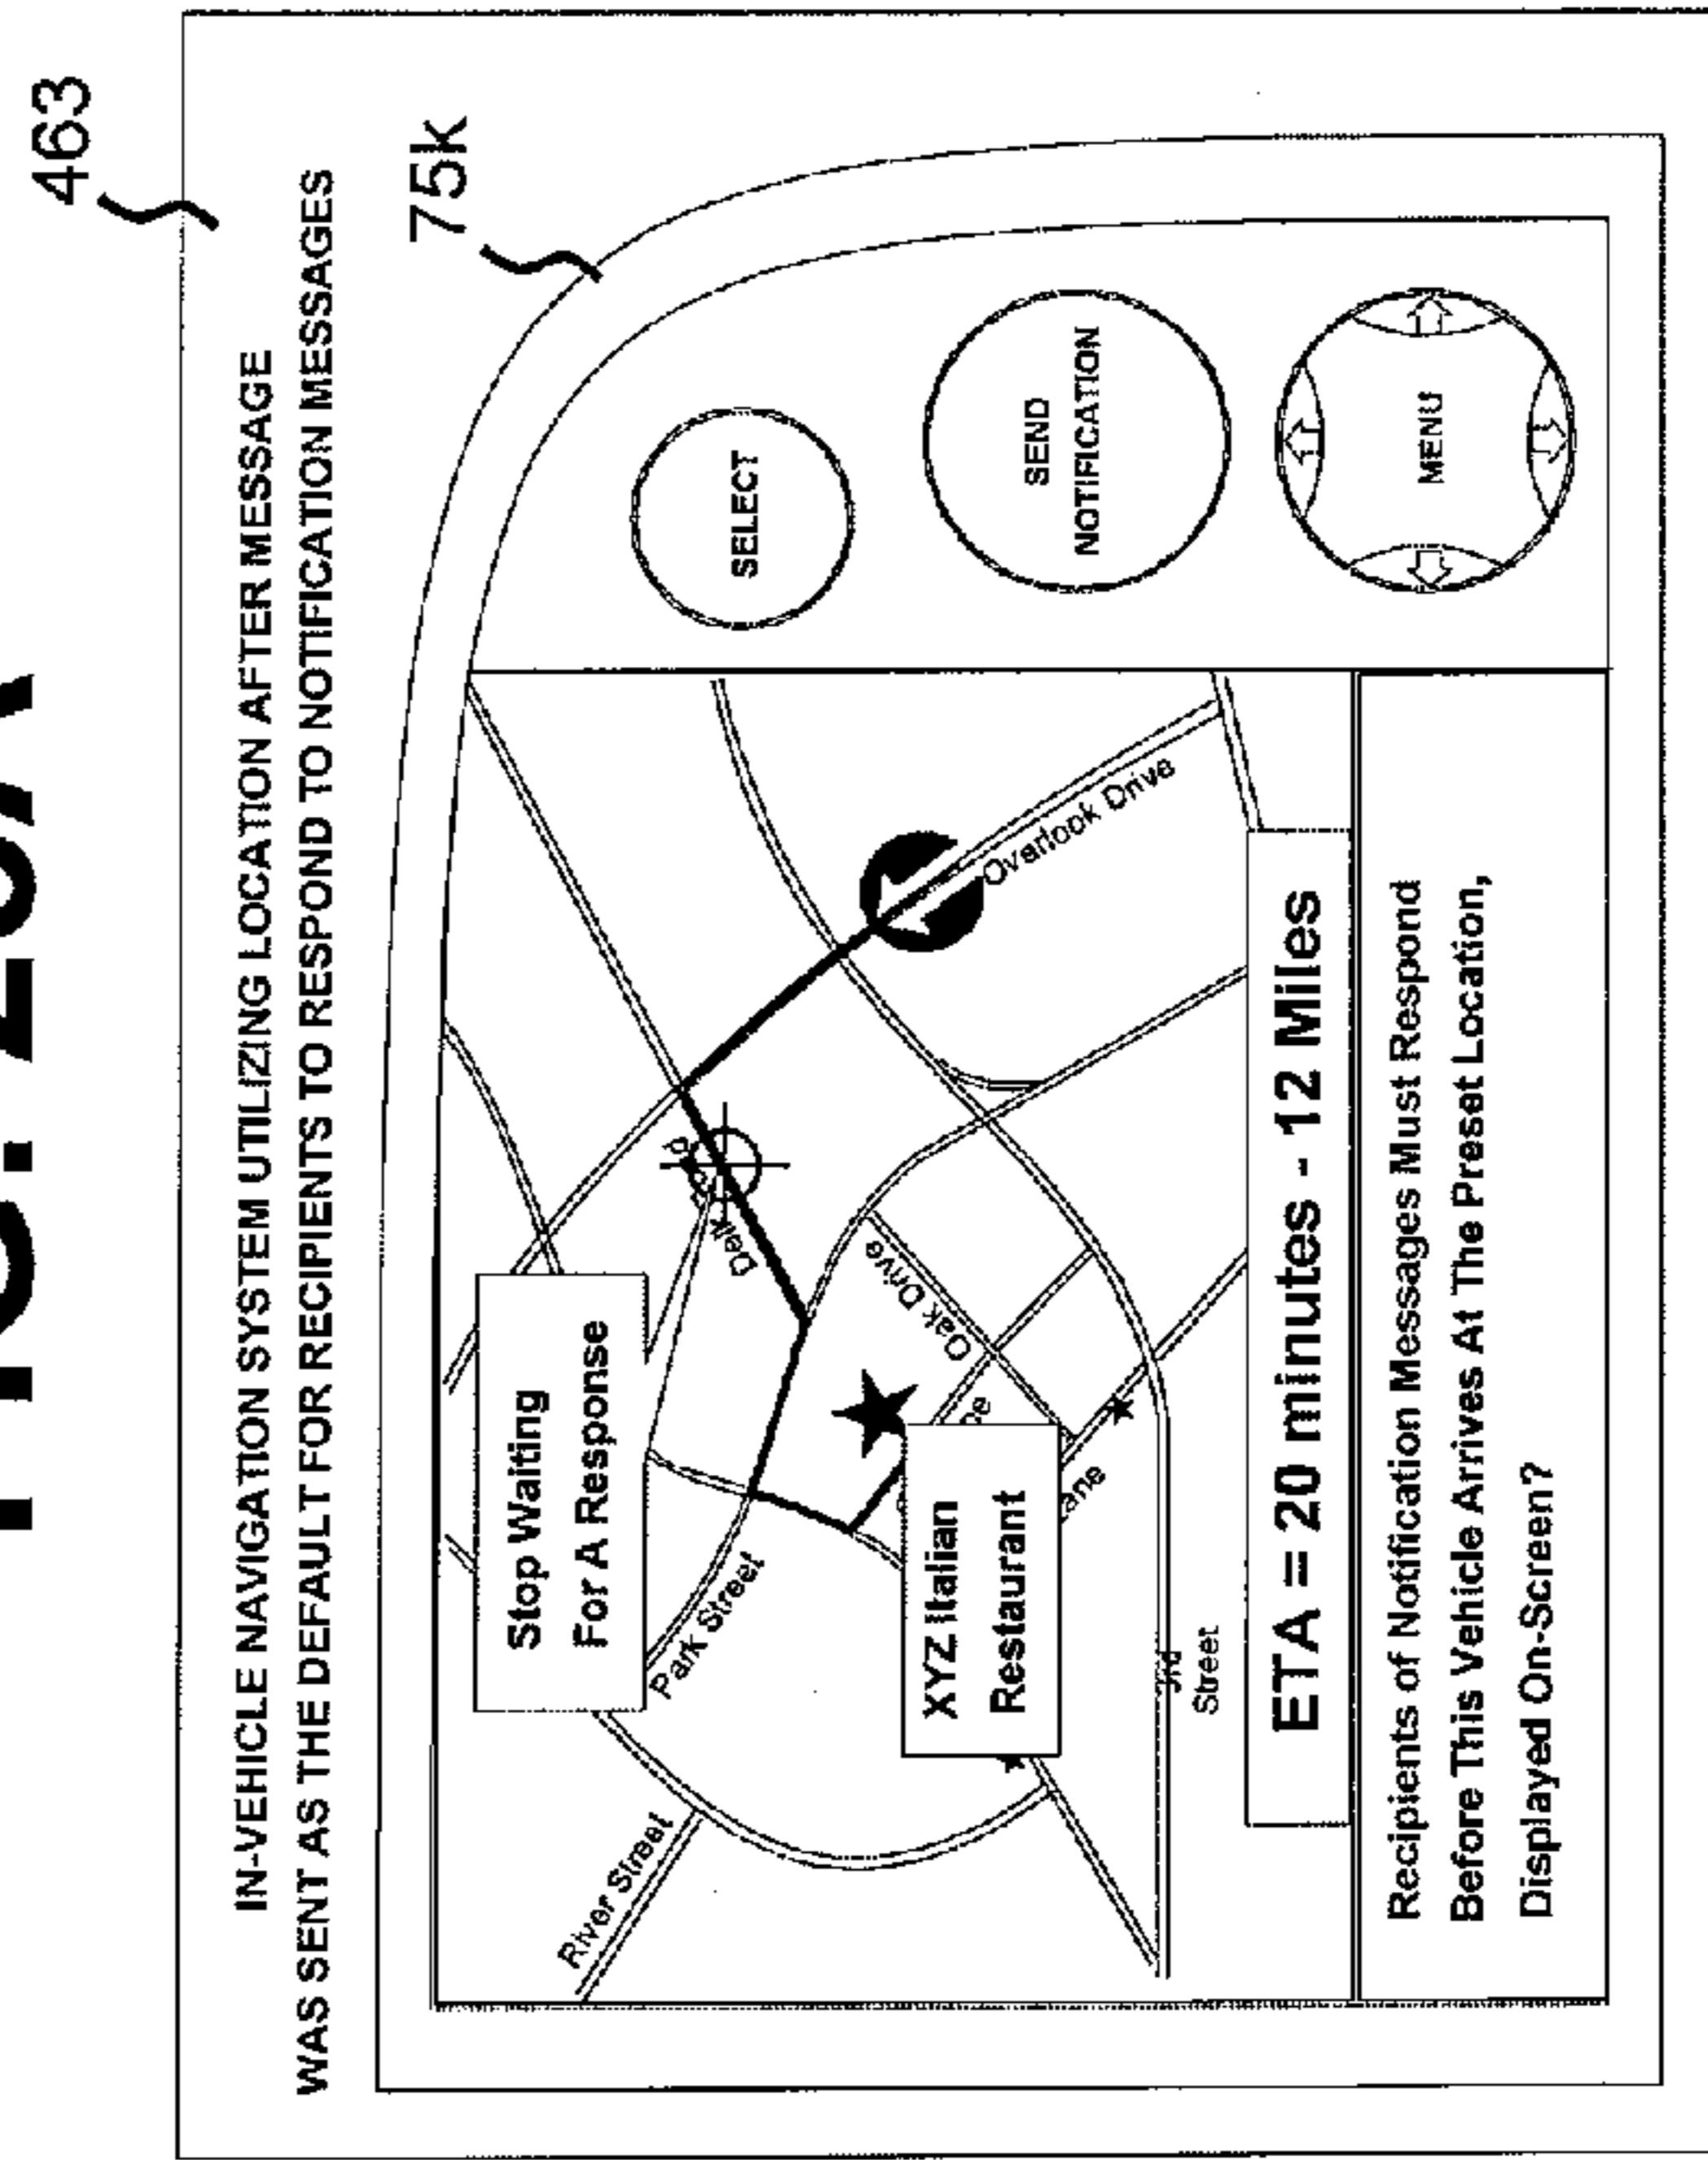 463
IN-VEHICLE NAVIGATION SYSTEM UTILIZING LOCATION AFTER MESSAGE
WAS SENT AS THE DEFAULT FOR RECIPIENTS TO RESPOND TO NOTIFICATION MESSAGES
75k
Stop Waiting
For A Response
SELECT
SEND
NOTIFICATION
MENU
River Street
Park Street
Oak Drive
Overlook Drive
XYZ Italian
Restaurant
Street
ETA = 20 minutes - 12 Miles
Recipients of Notification Messages Must Respond
Before This Vehicle Arrives At The Preset Location,
Displayed On-Screen?